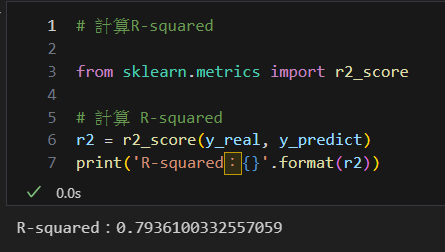 1 # 計算R-squared
2
3 from sklearn.metrics import r2_score
4
5 # 計算 R-squared
6 r2 = r2_score(y_real, y_predict)
7 print('R-squared：{}'.format(r2))
0.0s
R-squared：0.7936100332557059